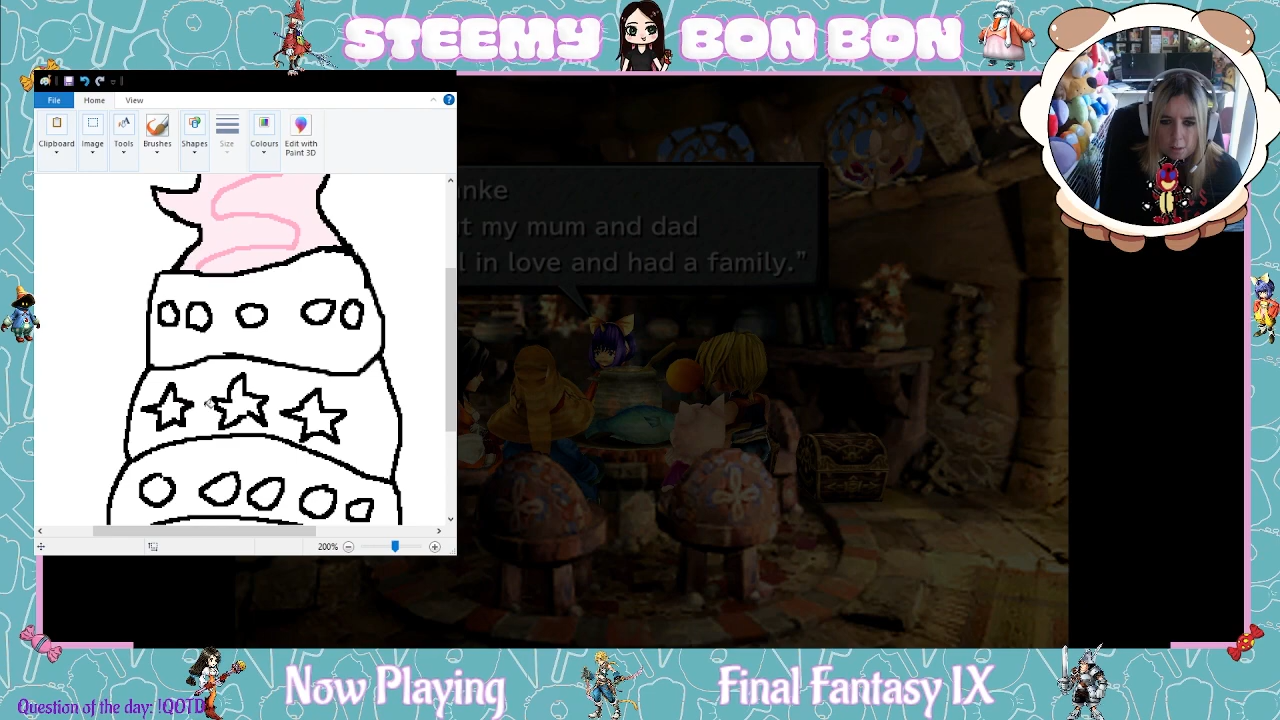 STEEMY BON BON
File Home View
Clipboard Image Tools Brushes Shapes Size Colours Edit with
Paint 3D
my mum and dad
in love and had a family.”
200%
Now Playing Final Fantasy IX
Question of the day: !QOTD